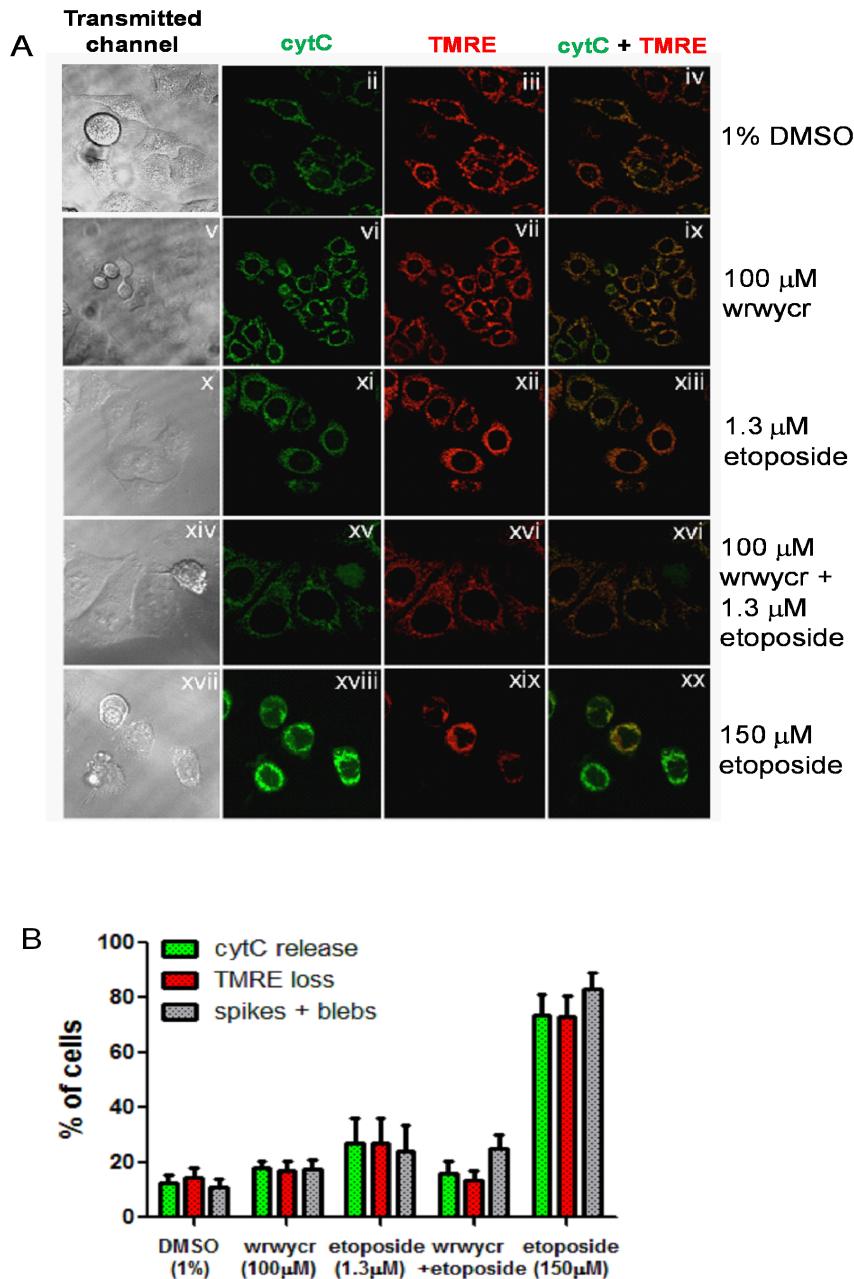 A
Transmitted channel
cytC
TMRE
cytC + TMRE
ii
iii
iv
1% DMSO
v
vi
vii
ix
100 μM
wrwycr
x
xi
xii
xiii
1.3 μM
etoposide
xiv
xv
xvi
xvi
100 μM
wrwycr +
1.3 μM
etoposide
xvii
xviii
xix
xx
150 μM
etoposide
B
% of cells
100
80
60
40
20
0
cytC release
TMRE loss
spikes + blebs
DMSO
(1%)
wrwycr
(100μM)
etoposide
(1.3μM)
wrwycr
+etoposide
etoposide
(150μM)